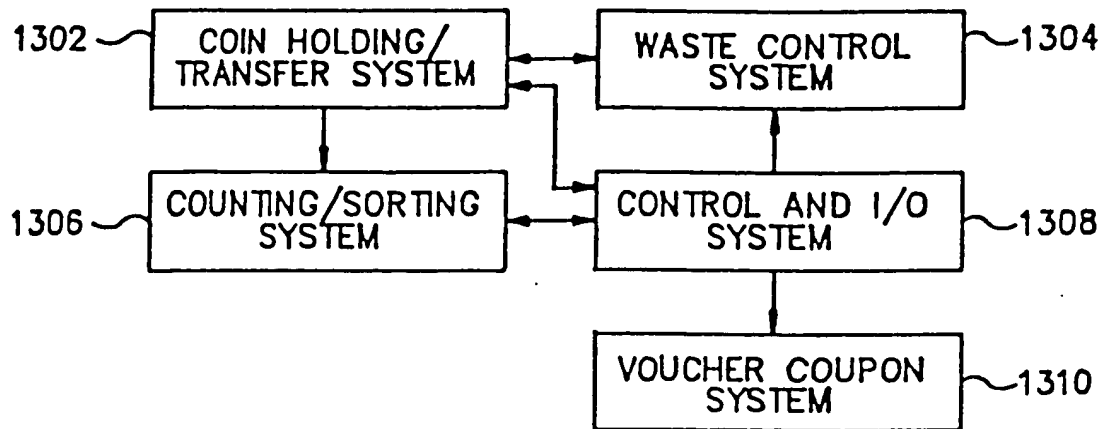 1302
COIN HOLDING/
TRANSFER SYSTEM
WASTE CONTROL
SYSTEM
1304
1306
COUNTING/SORTING
SYSTEM
CONTROL AND I/O
SYSTEM
1308
VOUCHER COUPON
SYSTEM
1310